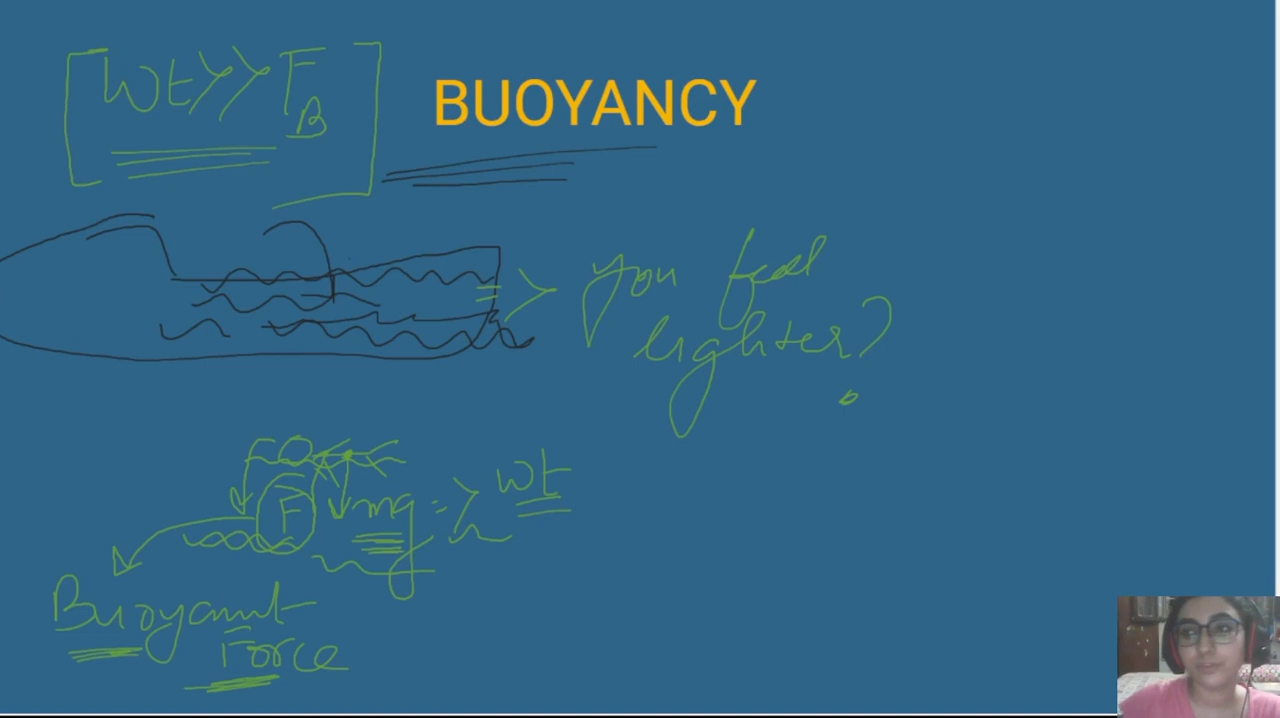 [Wt >> F_B]
BUOYANCY
=> you feel
lighter?
F ↓mg => Wt
Buoyant
Force